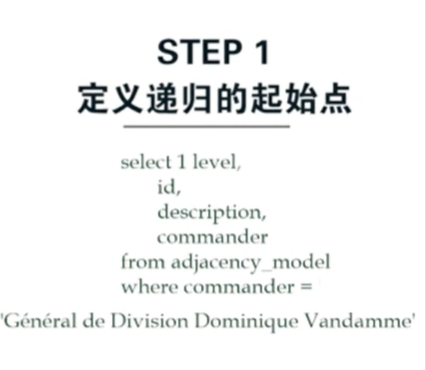 STEP 1
定义递归的起始点
select 1 level,
id,
description,
commander
from adjacency_model
where commander =
'Général de Division Dominique Vandamme'